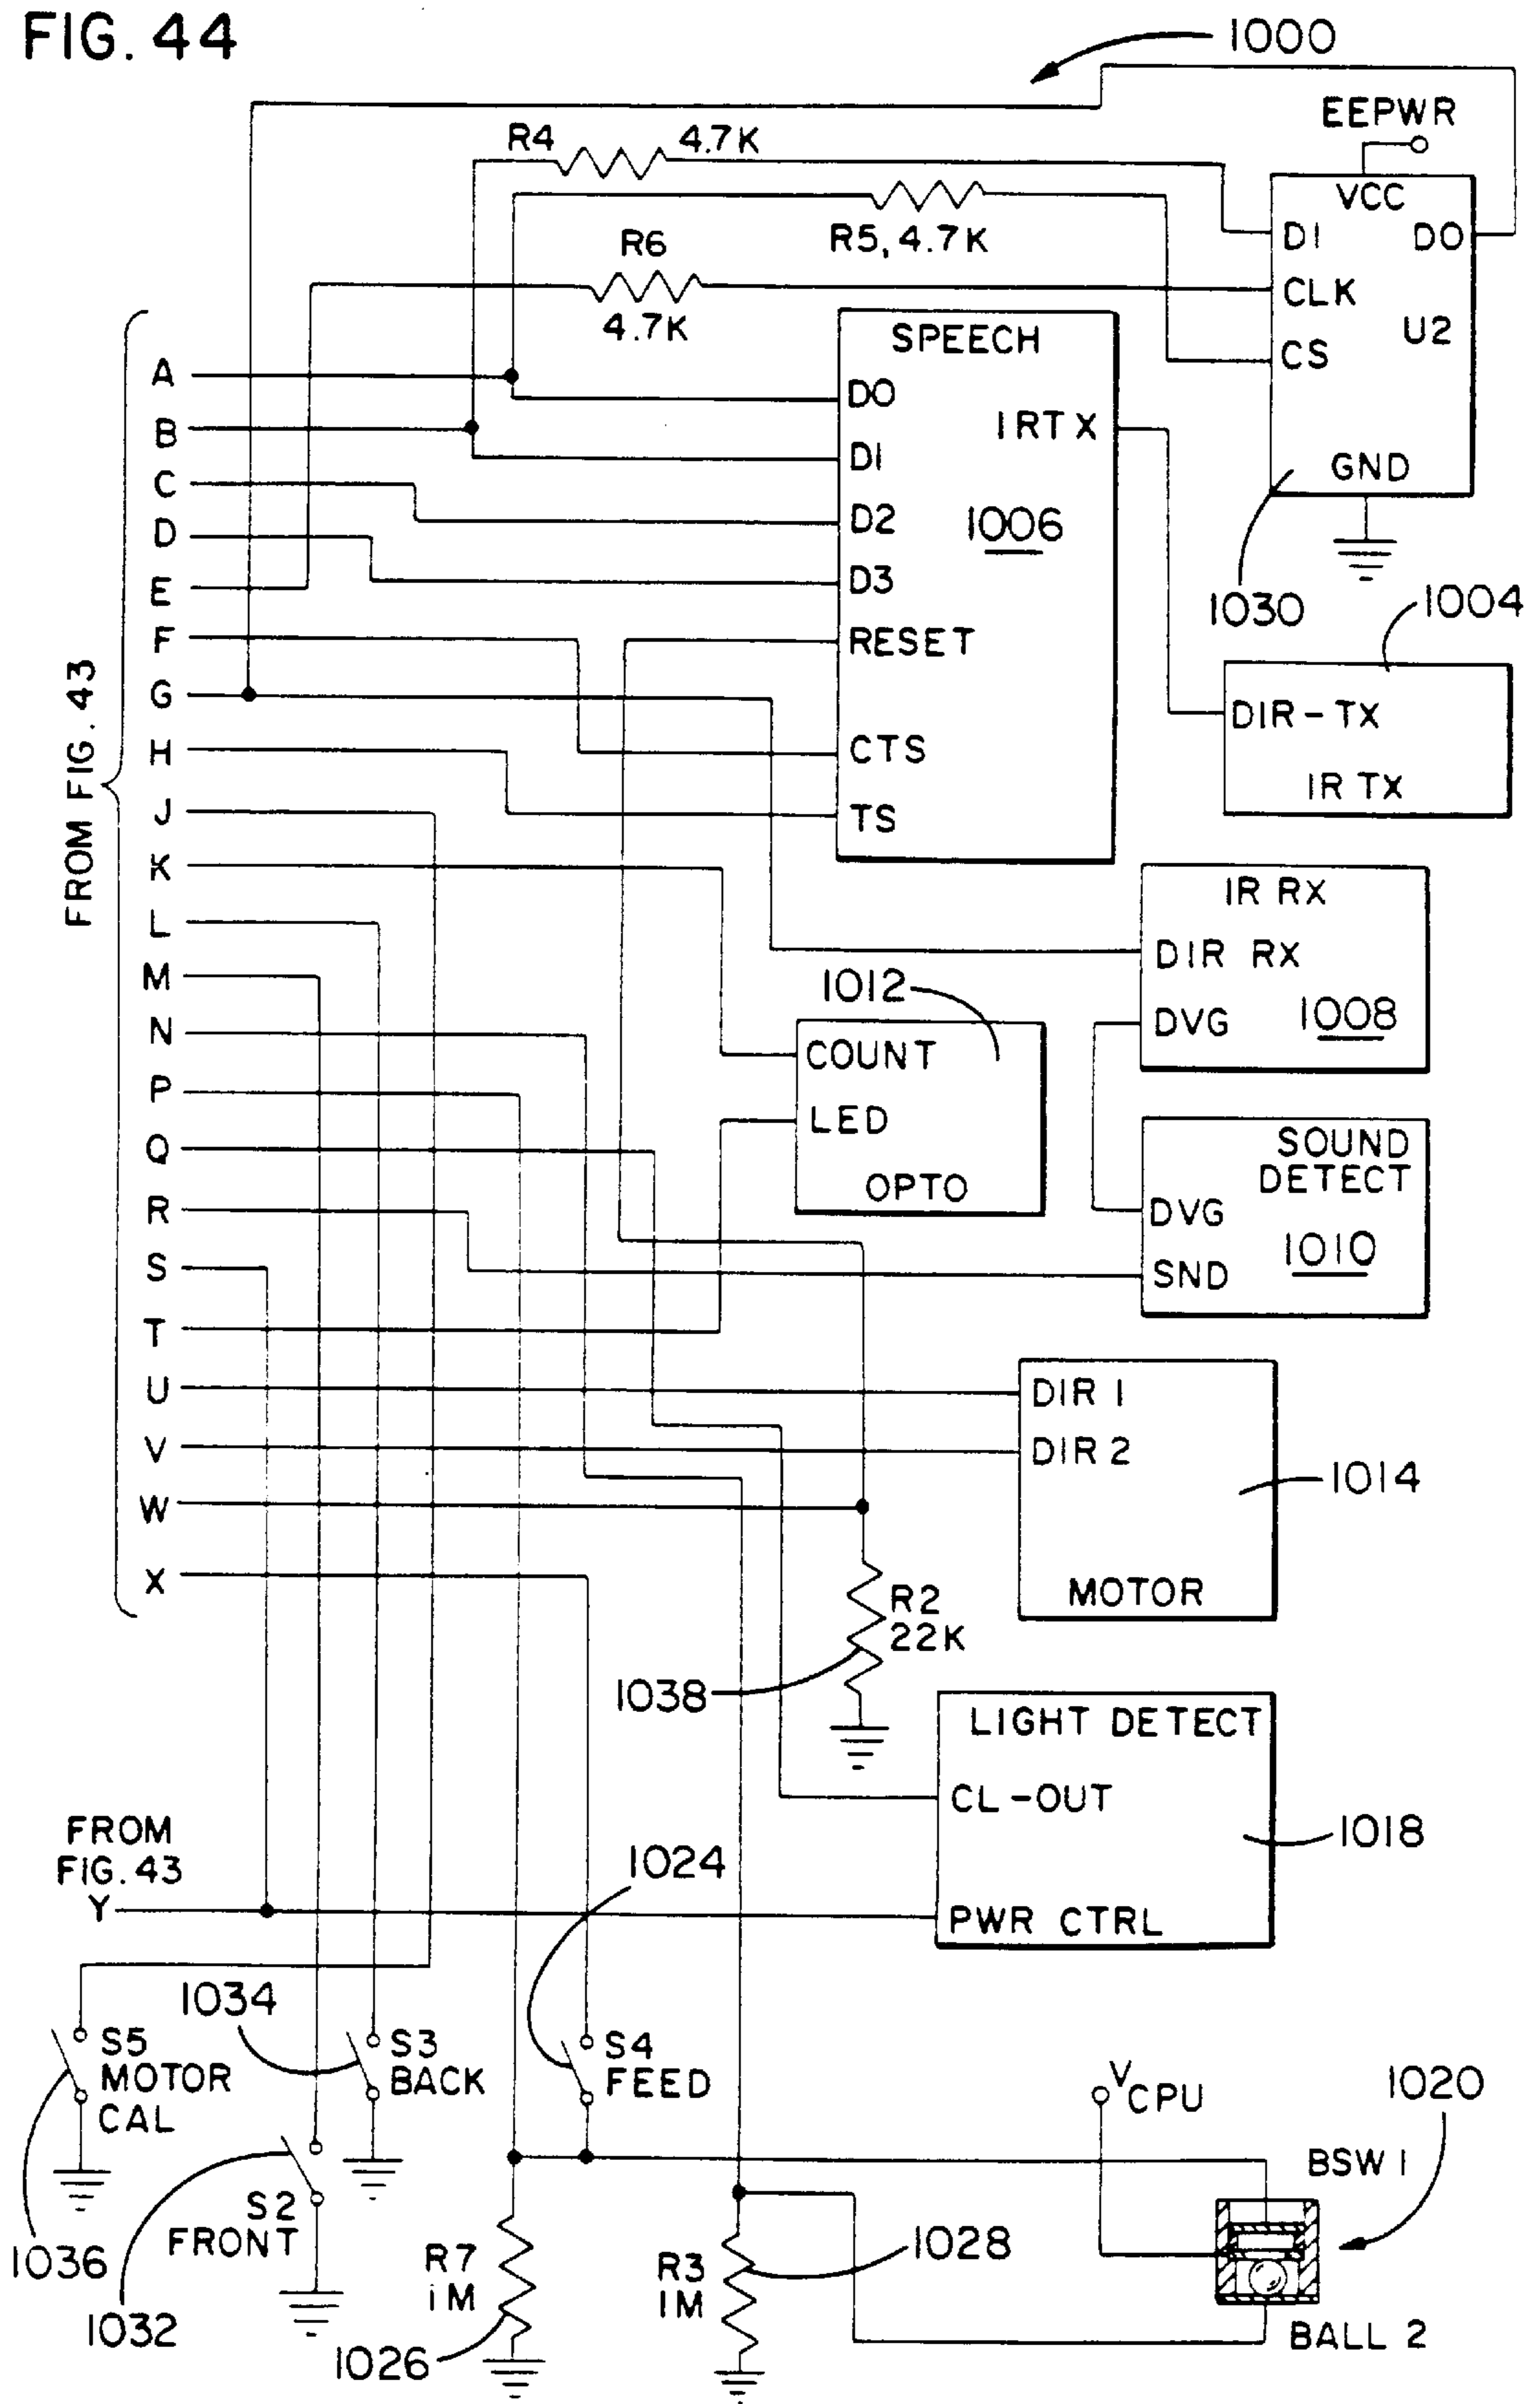 FIG. 44
1000
EEPWR
R4 4.7K
VCC
DI DO
R5, 4.7K
R6
CLK
4.7K
U2
SPEECH
CS
A
DO
IRTX
B
D1
GND
C
D2
1006
D
D3
E
1030
1004
F
RESET
FROM FIG. 43
G
DIR-TX
H
CTS
IR TX
J
TS
K
IR RX
L
DIR RX
M
1012
N
DVG 1008
COUNT
P
LED
Q
SOUND
DETECT
OPTO
R
DVG
S
1010
SND
T
U
DIR 1
V
DIR 2
1014
W
X
MOTOR
R2
22K
1038
LIGHT DETECT
CL-OUT
FROM
FIG. 43
1018
1024
Y
PWR CTRL
1034
S5
MOTOR
CAL
S3
BACK
S4
FEED
VCPU
1020
BSW 1
S2
FRONT
1036
R7
1M
R3
1M
1028
1032
1026
BALL 2